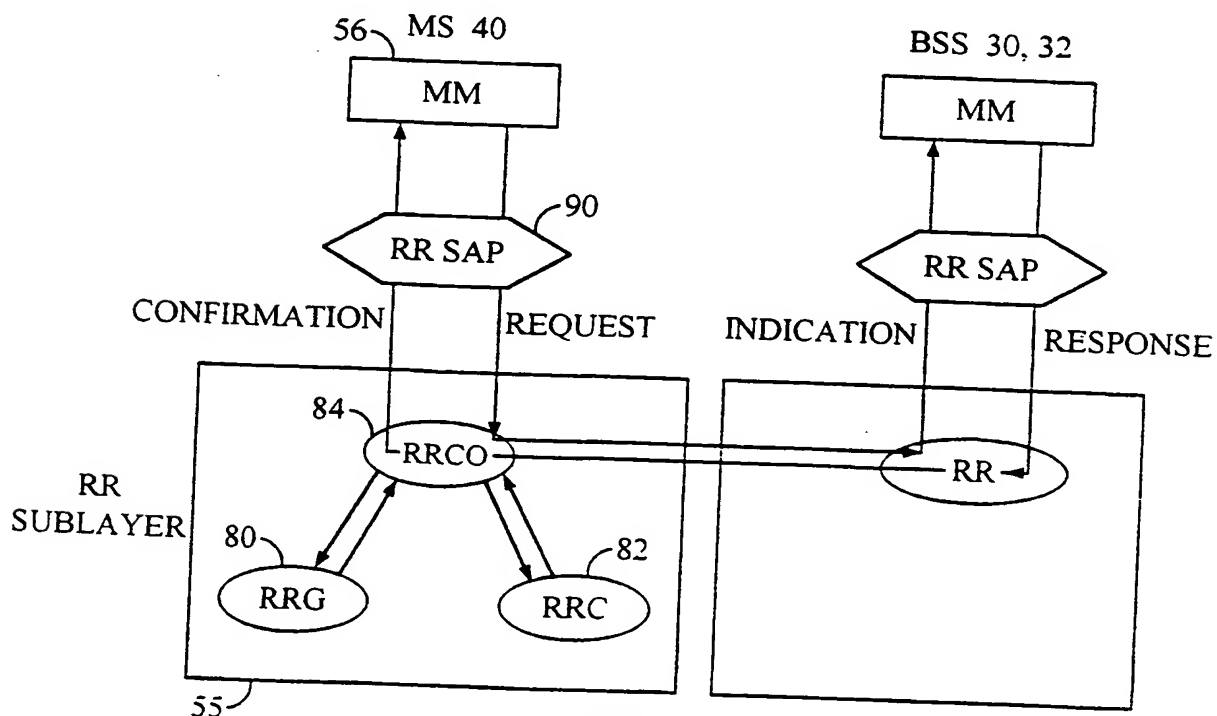 MS 40
BSS 30, 32
56
MM
MM
90
RR SAP
RR SAP
CONFIRMATION
REQUEST
INDICATION
RESPONSE
84
RRCO
RR
RR
SUBLAYER
80
82
RRG
RRC
55